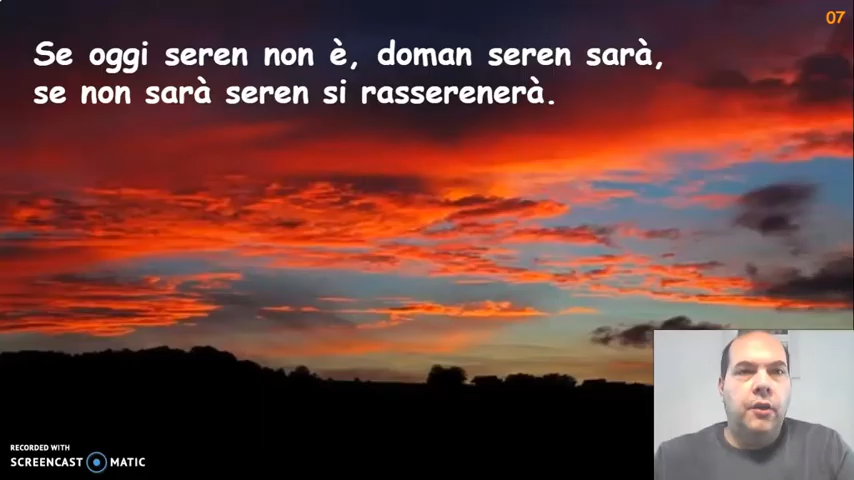 07
Se oggi seren non è, doman seren sarà,
se non sarà seren si rasserenerà.
RECORDED WITH
SCREENCAST MATIC